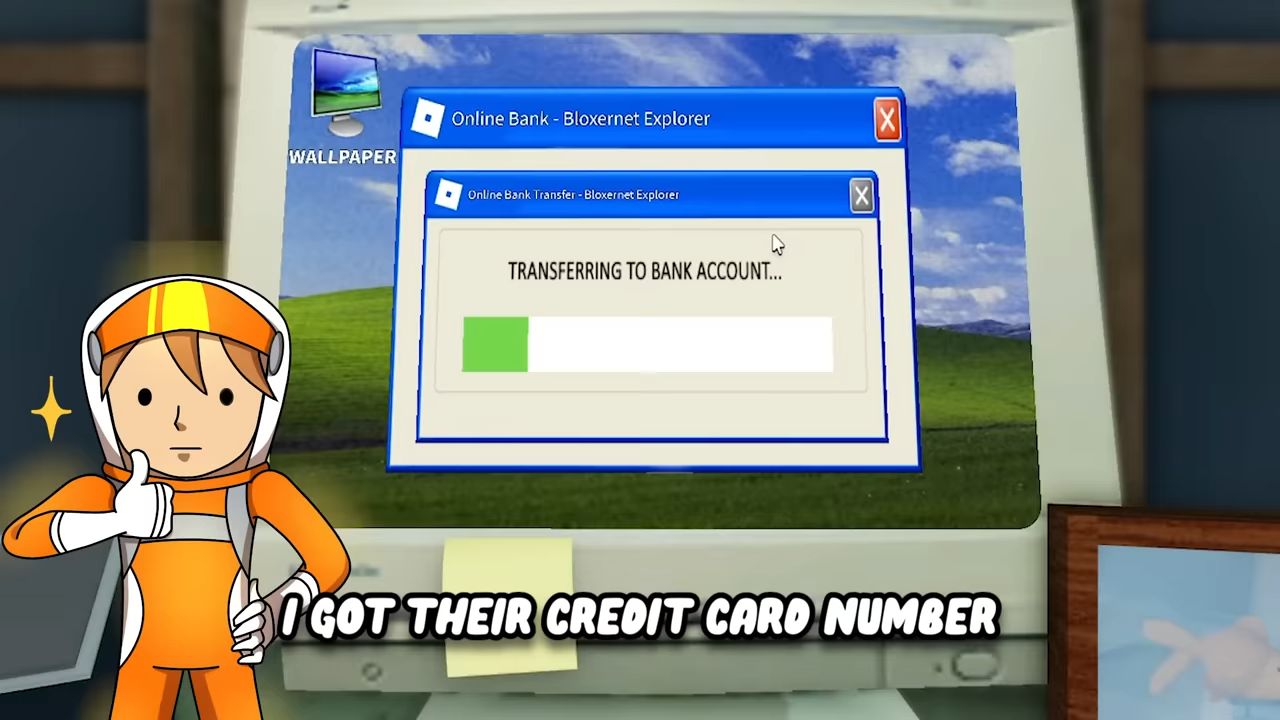 WALLPAPER
Online Bank - Bloxernet Explorer
Online Bank Transfer - Bloxernet Explorer
TRANSFERRING TO BANK ACCOUNT...
I GOT THEIR CREDIT CARD NUMBER